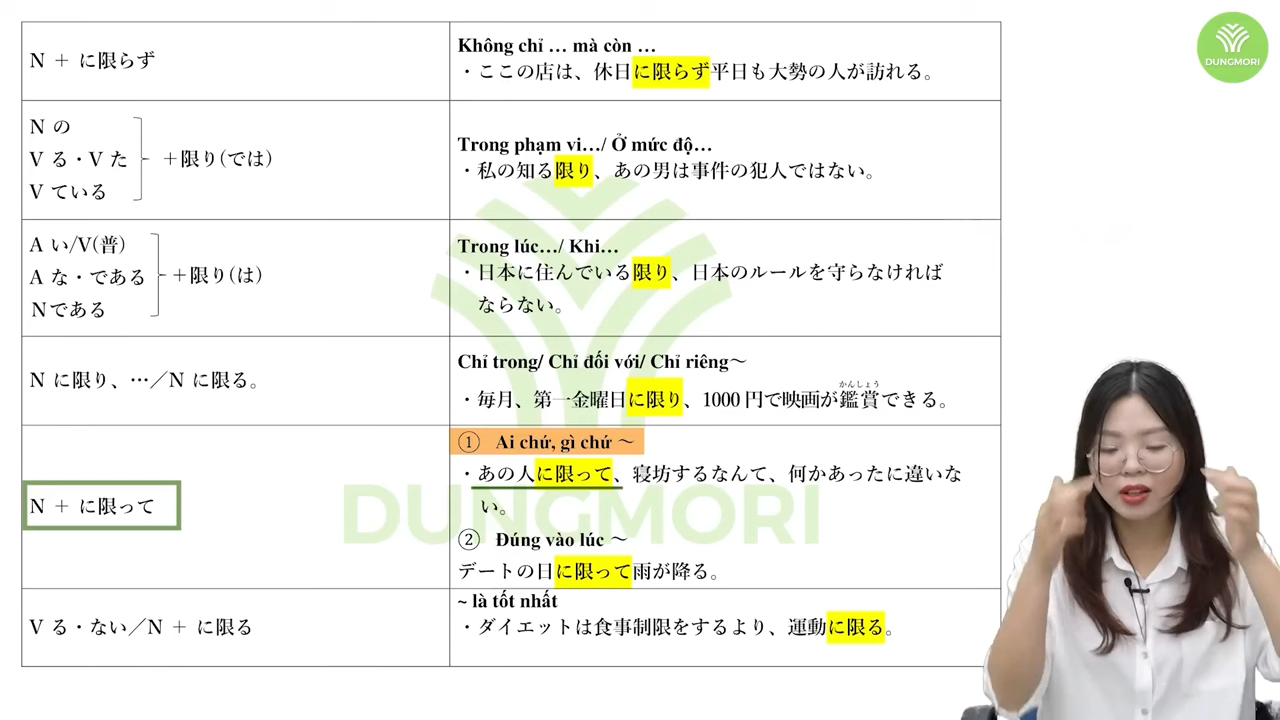 N ＋ に限らず
Không chỉ … mà còn …
・ここの店は、休日に限らず平日も大勢の人が訪れる。
N の
V る・V た
V ている
＋限り(では)
Trong phạm vi…/ Ở mức độ…
・私の知る限り、あの男は事件の犯人ではない。
A い/V(普)
A な・である
Nである
＋限り(は)
Trong lúc…/ Khi…
・日本に住んでいる限り、日本のルールを守らなければ
ならない。
N に限り、…／N に限る。
Chỉ trong/ Chỉ đối với/ Chỉ riêng～
かんしょう
・毎月、第一金曜日に限り、1000 円で映画が鑑賞できる。
N ＋ に限って
① Ai chứ, gì chứ ～
・あの人に限って、寝坊するなんて、何かあったに違いな
い。
② Đúng vào lúc ～
デートの日に限って雨が降る。
V る・ない／N ＋ に限る
~ là tốt nhất
・ダイエットは食事制限をするより、運動に限る。
DUNGMORI
DUNGMORI